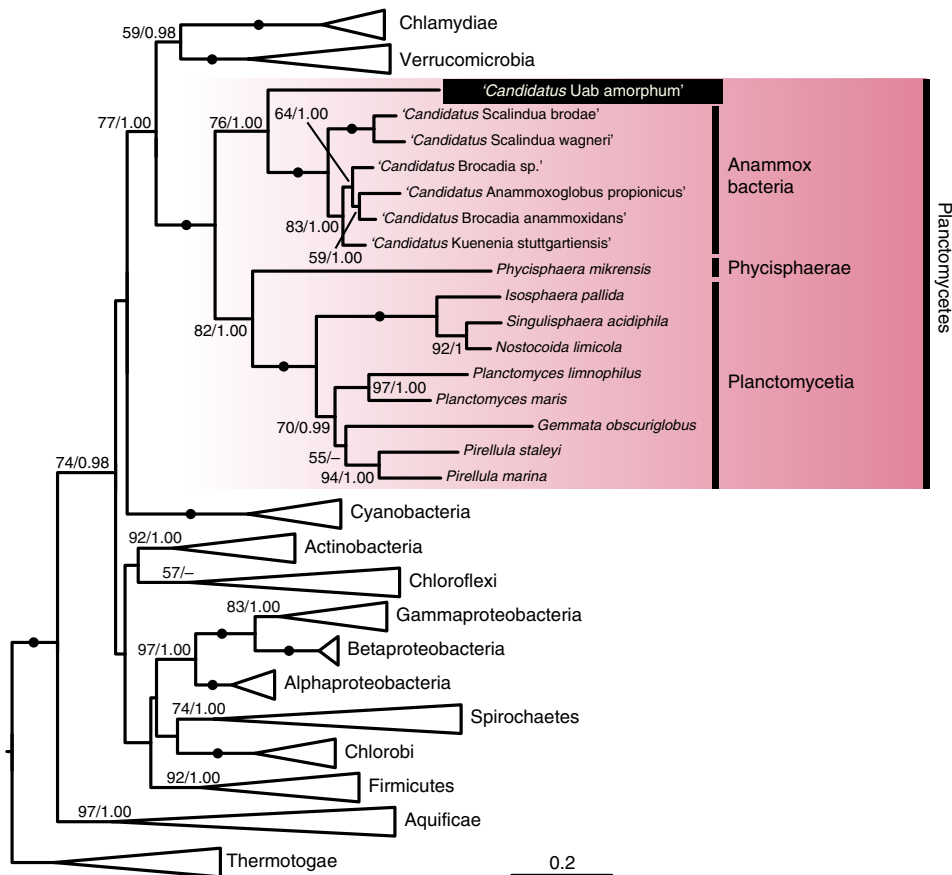 59/0.98
Chlamydiae
Verrucomicrobia
77/1.00
76/1.00
'Candidatus Uab amorphum'
64/1.00
'Candidatus Scalindua brodae'
'Candidatus Scalindua wagneri'
'Candidatus Brocadia sp.'
'Candidatus Anammoxoglobus propionicus'
'Candidatus Brocadia anammoxidans'
83/1.00
'Candidatus Kuenenia stuttgartiensis'
59/1.00
Anammox
bacteria
Planctomycetes
Phycisphaera mikrensis
Phycisphaerae
82/1.00
Isosphaera pallida
Singulisphaera acidiphila
92/1
Nostocoida limicola
Planctomyces limnophilus
97/1.00
Planctomyces maris
Planctomycetia
70/0.99
Gemmata obscuriglobus
55/–
Pirellula staleyi
94/1.00
Pirellula marina
74/0.98
Cyanobacteria
92/1.00
Actinobacteria
57/–
Chloroflexi
83/1.00
Gammaproteobacteria
97/1.00
Betaproteobacteria
Alphaproteobacteria
74/1.00
Spirochaetes
Chlorobi
92/1.00
Firmicutes
97/1.00
Aquificae
Thermotogae
0.2